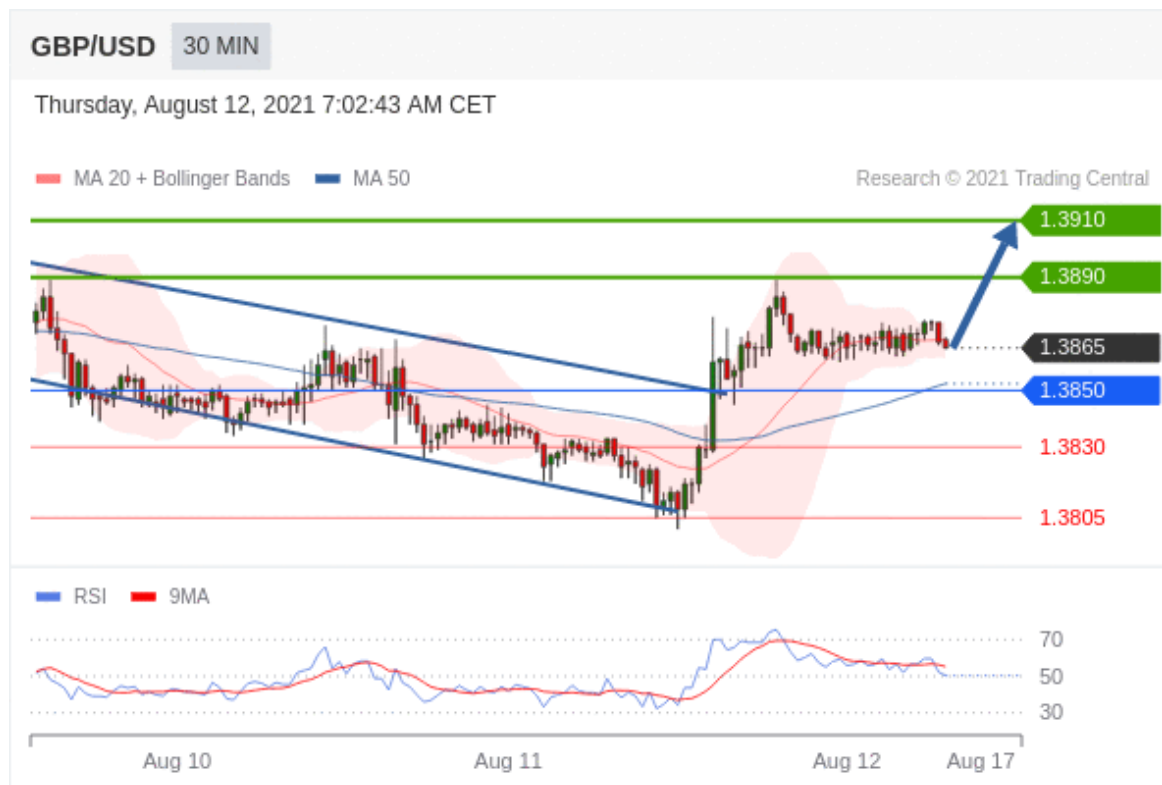 GBP/USD 30 MIN
Thursday, August 12, 2021 7:02:43 AM CET
MA 20 + Bollinger Bands MA 50 Research © 2021 Trading Central
1.3910
1.3890
1.3865
1.3850
1.3830
1.3805
RSI 9MA
70
50
30
Aug 10 Aug 11 Aug 12 Aug 17